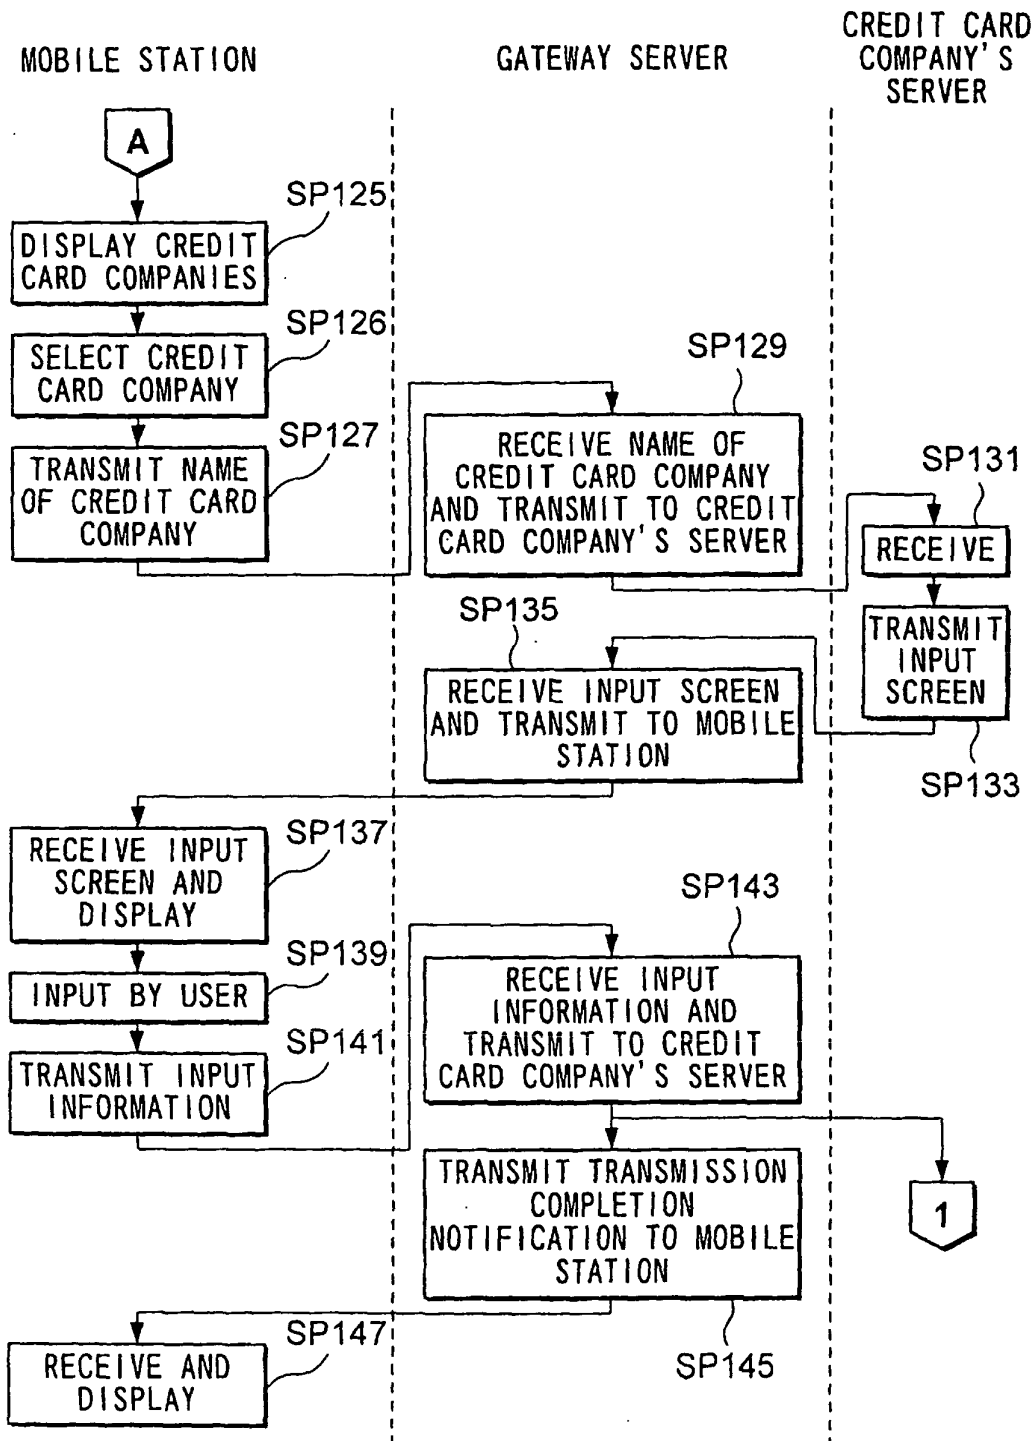 MOBILE STATION
GATEWAY SERVER
CREDIT CARD
COMPANY'S
SERVER
A
SP125
DISPLAY CREDIT
CARD COMPANIES
SP126
SELECT CREDIT
CARD COMPANY
SP127
TRANSMIT NAME
OF CREDIT CARD
COMPANY
SP129
RECEIVE NAME OF
CREDIT CARD COMPANY
AND TRANSMIT TO CREDIT
CARD COMPANY'S SERVER
SP131
RECEIVE
TRANSMIT
INPUT
SCREEN
SP133
SP135
RECEIVE INPUT SCREEN
AND TRANSMIT TO MOBILE
STATION
SP137
RECEIVE INPUT
SCREEN AND
DISPLAY
SP139
INPUT BY USER
SP141
TRANSMIT INPUT
INFORMATION
SP143
RECEIVE INPUT
INFORMATION AND
TRANSMIT TO CREDIT
CARD COMPANY'S SERVER
1
TRANSMIT TRANSMISSION
COMPLETION
NOTIFICATION TO MOBILE
STATION
SP145
SP147
RECEIVE AND
DISPLAY